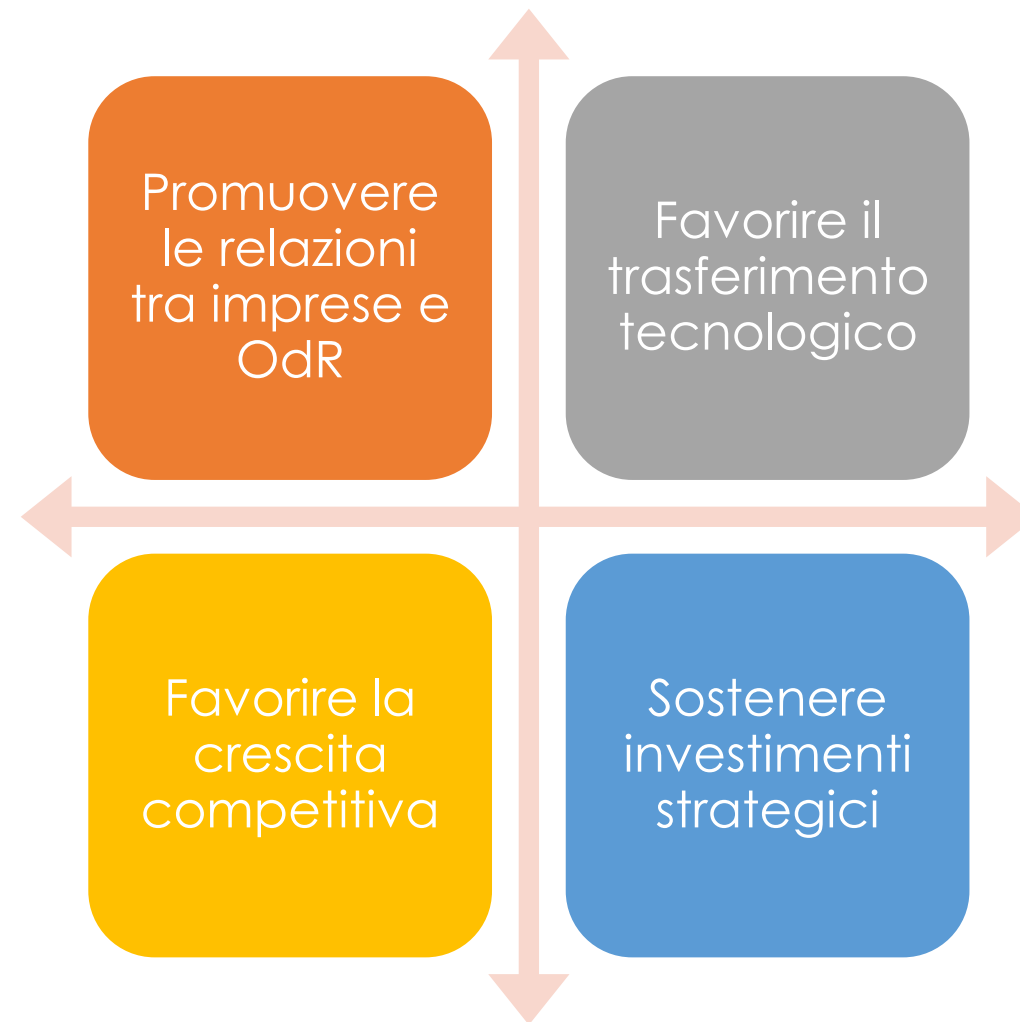 Promuovere
le relazioni
tra imprese e
OdR
Favorire il
trasferimento
tecnologico
Favorire la
crescita
competitiva
Sostenere
investimenti
strategici